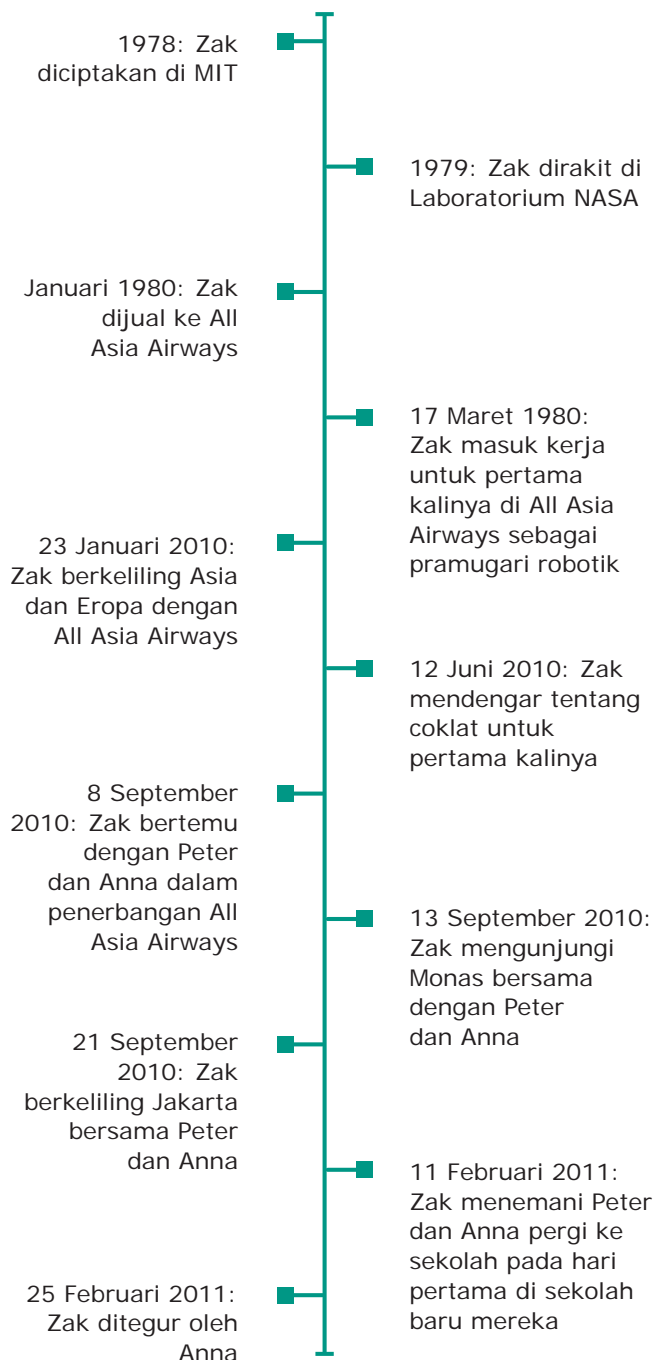 1978: Zak
diciptakan di MIT
1979: Zak dirakit di
Laboratorium NASA
Januari 1980: Zak
dijual ke All
Asia Airways
17 Maret 1980:
Zak masuk kerja
untuk pertama
kalinya di All Asia
Airways sebagai
pramugari robotik
23 Januari 2010:
Zak berkeliling Asia
dan Eropa dengan
All Asia Airways
12 Juni 2010: Zak
mendengar tentang
coklat untuk
pertama kalinya
8 September
2010: Zak bertemu
dengan Peter
dan Anna dalam
penerbangan All
Asia Airways
13 September 2010:
Zak mengunjungi
Monas bersama
dengan Peter
dan Anna
21 September
2010: Zak
berkeliling Jakarta
bersama Peter
dan Anna
11 Februari 2011:
Zak menemani Peter
dan Anna pergi ke
sekolah pada hari
pertama di sekolah
baru mereka
25 Februari 2011:
Zak ditegur oleh
Anna